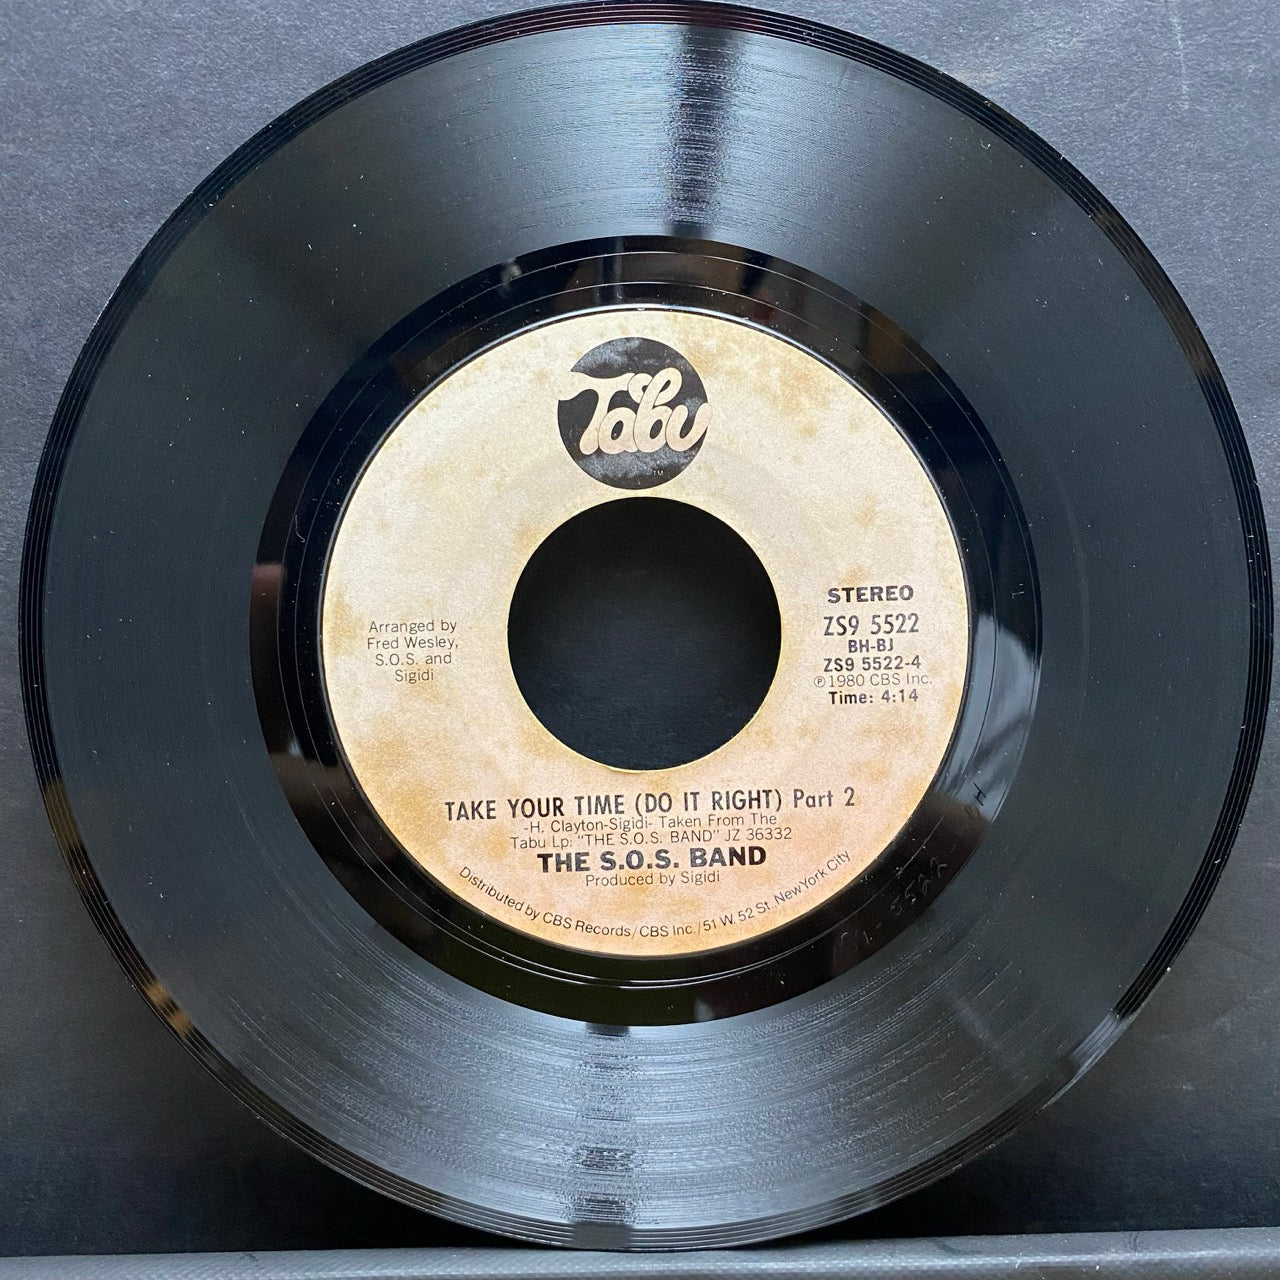 Tabu
TM
STEREO
ZS9 5522
BH-BJ
ZS9 5522-4
℗1980 CBS Inc.
Time: 4:14
Arranged by
Fred Wesley,
S.O.S. and
Sigidi
TAKE YOUR TIME (DO IT RIGHT) Part 2
-H. Clayton-Sigidi- Taken From The
Tabu Lp: "THE S.O.S. BAND" JZ 36332
THE S.O.S. BAND
Produced by Sigidi
Distributed by CBS Records/CBS Inc./51 W. 52 St., NewYork City
5522